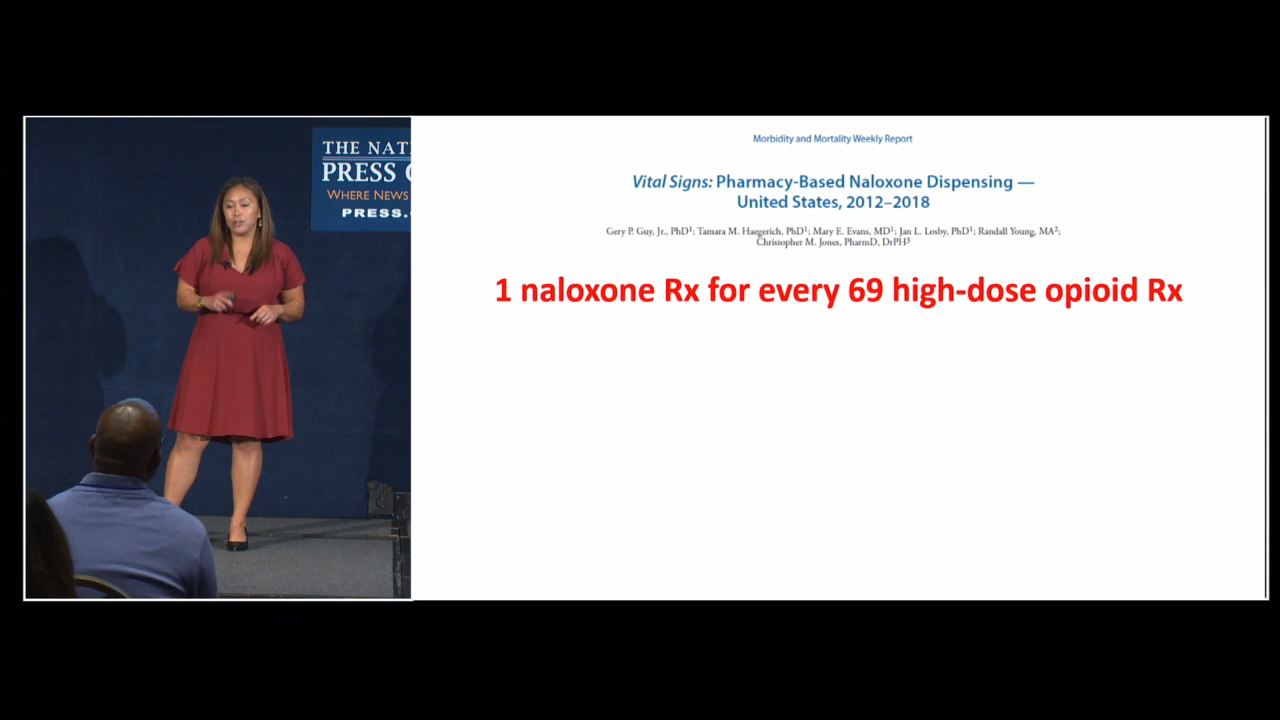 THE NAT
PRESS
WHERE NEWS
PRESS.
Morbidity and Mortality Weekly Report
Vital Signs: Pharmacy-Based Naloxone Dispensing —
United States, 2012–2018
Gery P. Guy, Jr., PhD¹; Tamara M. Haegerich, PhD¹; Mary E. Evans, MD¹; Jan L. Losby, PhD¹; Randall Young, MA²;
Christopher M. Jones, PharmD, DrPH³
1 naloxone Rx for every 69 high-dose opioid Rx